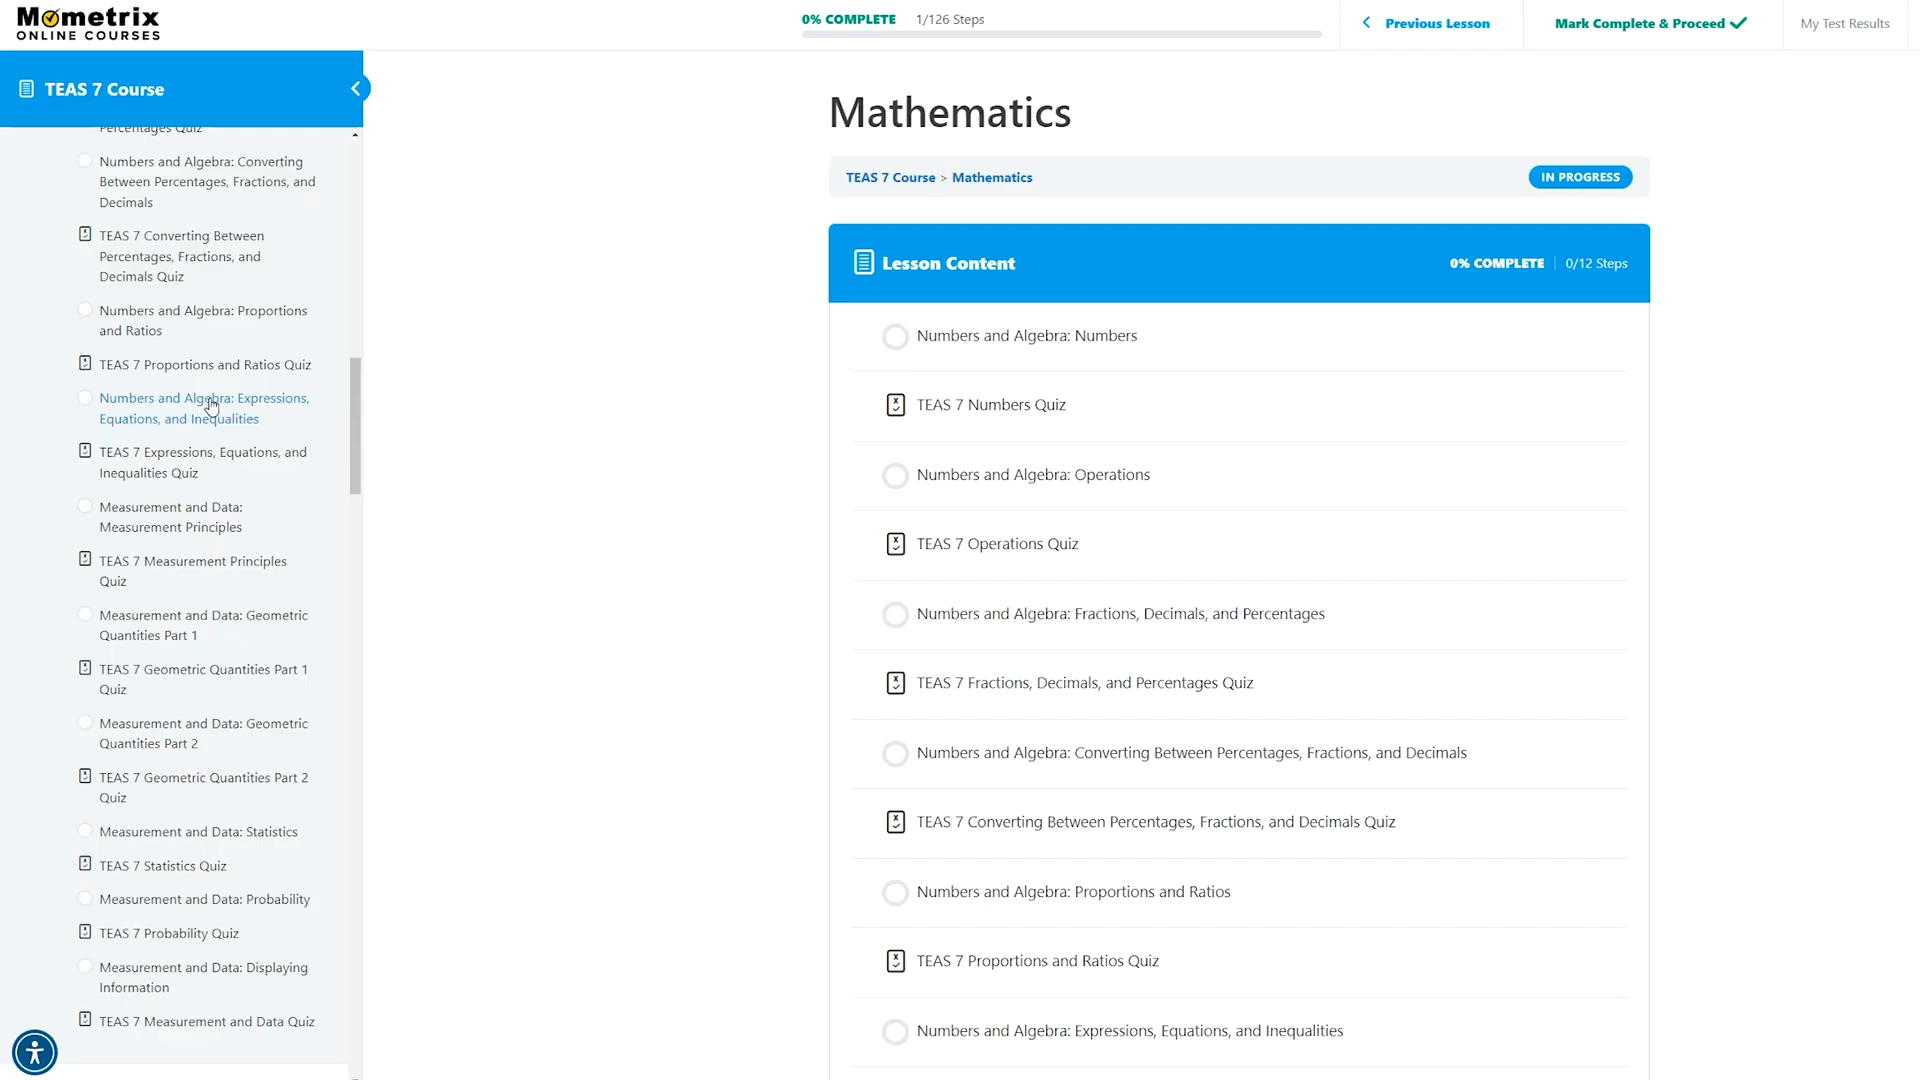 Mometrix
ONLINE COURSES
0% COMPLETE 1/126 Steps
Previous Lesson
Mark Complete & Proceed
My Test Results
TEAS 7 Course
Percentages Quiz
Numbers and Algebra: Converting
Between Percentages, Fractions, and
Decimals
TEAS 7 Converting Between
Percentages, Fractions, and
Decimals Quiz
Numbers and Algebra: Proportions
and Ratios
TEAS 7 Proportions and Ratios Quiz
Numbers and Algebra: Expressions,
Equations, and Inequalities
TEAS 7 Expressions, Equations, and
Inequalities Quiz
Measurement and Data:
Measurement Principles
TEAS 7 Measurement Principles
Quiz
Measurement and Data: Geometric
Quantities Part 1
TEAS 7 Geometric Quantities Part 1
Quiz
Measurement and Data: Geometric
Quantities Part 2
TEAS 7 Geometric Quantities Part 2
Quiz
Measurement and Data: Statistics
TEAS 7 Statistics Quiz
Measurement and Data: Probability
TEAS 7 Probability Quiz
Measurement and Data: Displaying
Information
TEAS 7 Measurement and Data Quiz
Mathematics
TEAS 7 Course > Mathematics
IN PROGRESS
Lesson Content
0% COMPLETE | 0/12 Steps
Numbers and Algebra: Numbers
TEAS 7 Numbers Quiz
Numbers and Algebra: Operations
TEAS 7 Operations Quiz
Numbers and Algebra: Fractions, Decimals, and Percentages
TEAS 7 Fractions, Decimals, and Percentages Quiz
Numbers and Algebra: Converting Between Percentages, Fractions, and Decimals
TEAS 7 Converting Between Percentages, Fractions, and Decimals Quiz
Numbers and Algebra: Proportions and Ratios
TEAS 7 Proportions and Ratios Quiz
Numbers and Algebra: Expressions, Equations, and Inequalities